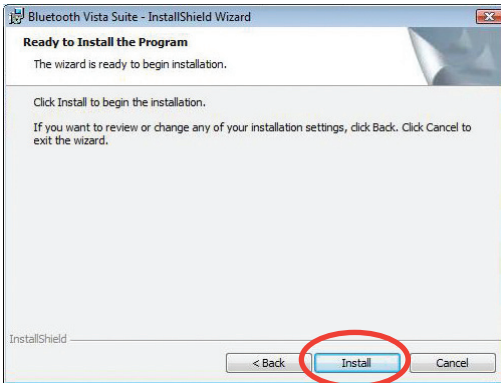 Bluetooth Vista Suite - InstallShield Wizard
Ready to Install the Program
The wizard is ready to begin installation.
Click Install to begin the installation.
If you want to review or change any of your installation settings, click Back. Click Cancel to
exit the wizard.
InstallShield
< Back Install Cancel